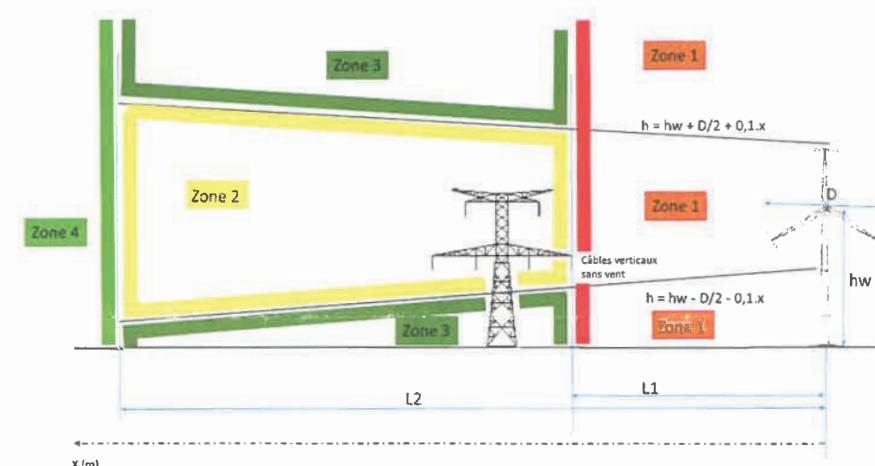 Zone 3
Zone 1
h = hw + D/2 + 0,1.x
Zone 2
Zone 1
D
Zone 4
Câbles verticaux
sans vent
hw
h = hw - D/2 - 0,1.x
Zone 3
Zone 1
L1
L2
X (m)